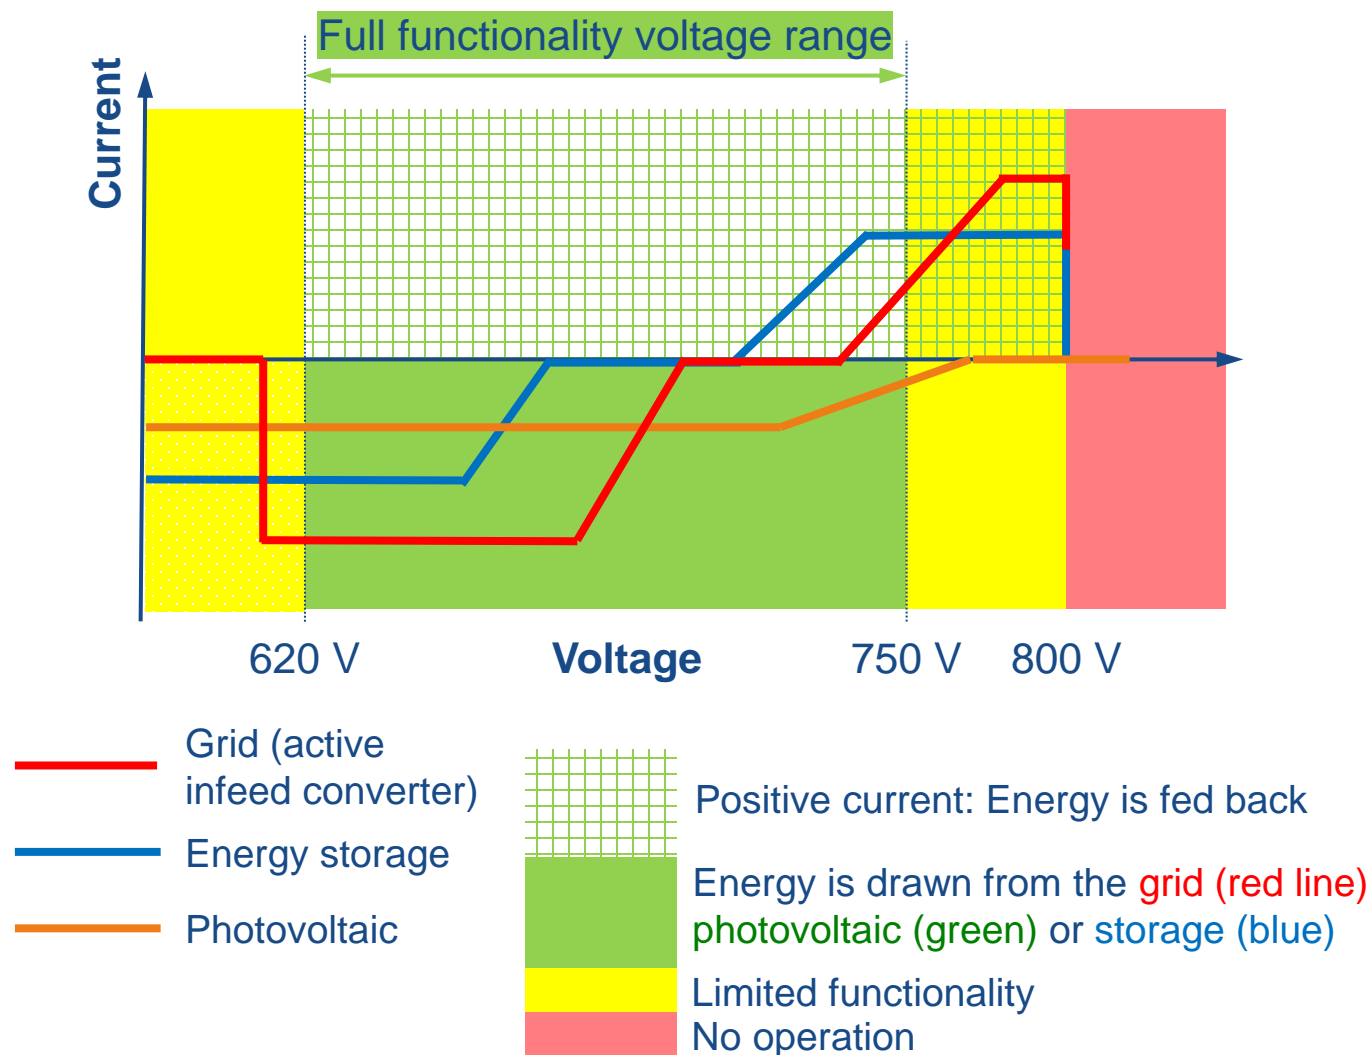 Full functionality voltage range
Current
620 V
Voltage
750 V
800 V
Grid (active
infeed converter)
Energy storage
Photovoltaic
Positive current: Energy is fed back
Energy is drawn from the grid (red line)
photovoltaic (green) or storage (blue)
Limited functionality
No operation